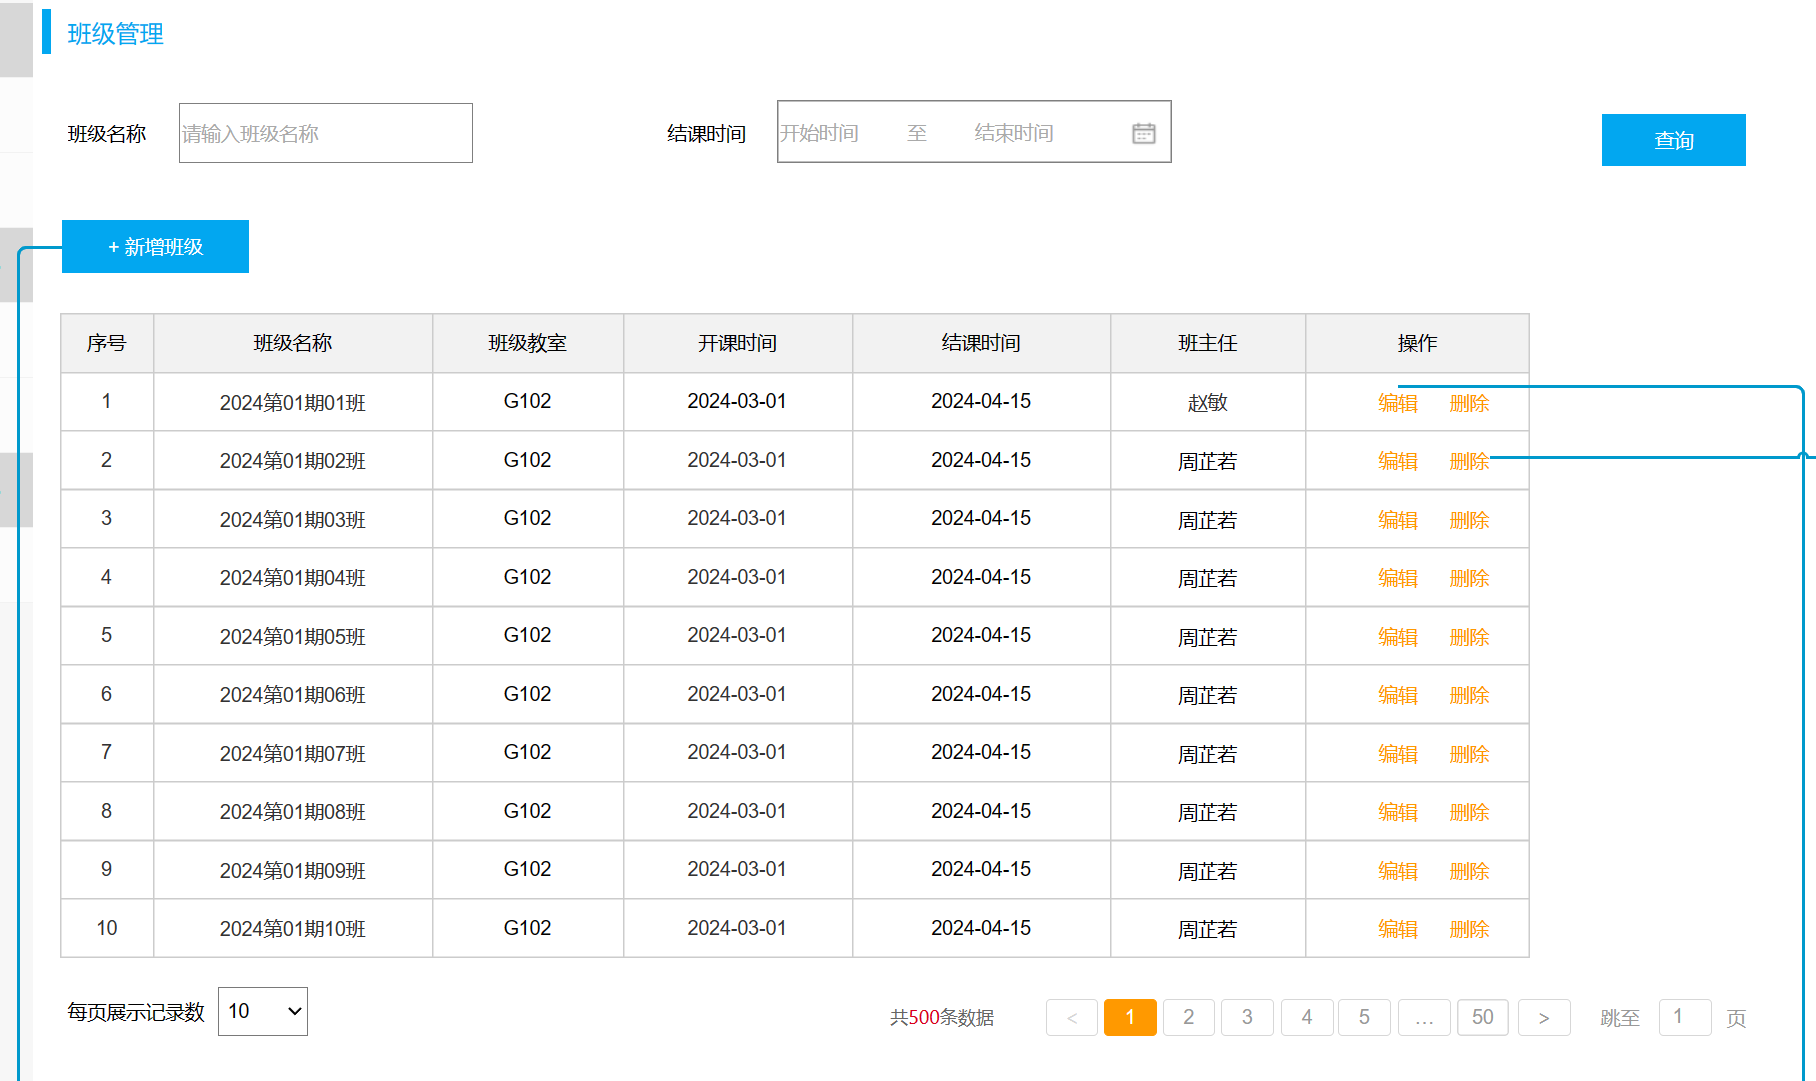 班级管理
班级名称 请输入班级名称 结课时间 开始时间 至 结束时间 查询
+ 新增班级
序号 班级名称 班级教室 开课时间 结课时间 班主任 操作
1 2024第01期01班 G102 2024-03-01 2024-04-15 赵敏 编辑 删除
2 2024第01期02班 G102 2024-03-01 2024-04-15 周芷若 编辑 删除
3 2024第01期03班 G102 2024-03-01 2024-04-15 周芷若 编辑 删除
4 2024第01期04班 G102 2024-03-01 2024-04-15 周芷若 编辑 删除
5 2024第01期05班 G102 2024-03-01 2024-04-15 周芷若 编辑 删除
6 2024第01期06班 G102 2024-03-01 2024-04-15 周芷若 编辑 删除
7 2024第01期07班 G102 2024-03-01 2024-04-15 周芷若 编辑 删除
8 2024第01期08班 G102 2024-03-01 2024-04-15 周芷若 编辑 删除
9 2024第01期09班 G102 2024-03-01 2024-04-15 周芷若 编辑 删除
10 2024第01期10班 G102 2024-03-01 2024-04-15 周芷若 编辑 删除
每页展示记录数 10 共500条数据 < 1 2 3 4 5 ... 50 > 跳至 1 页